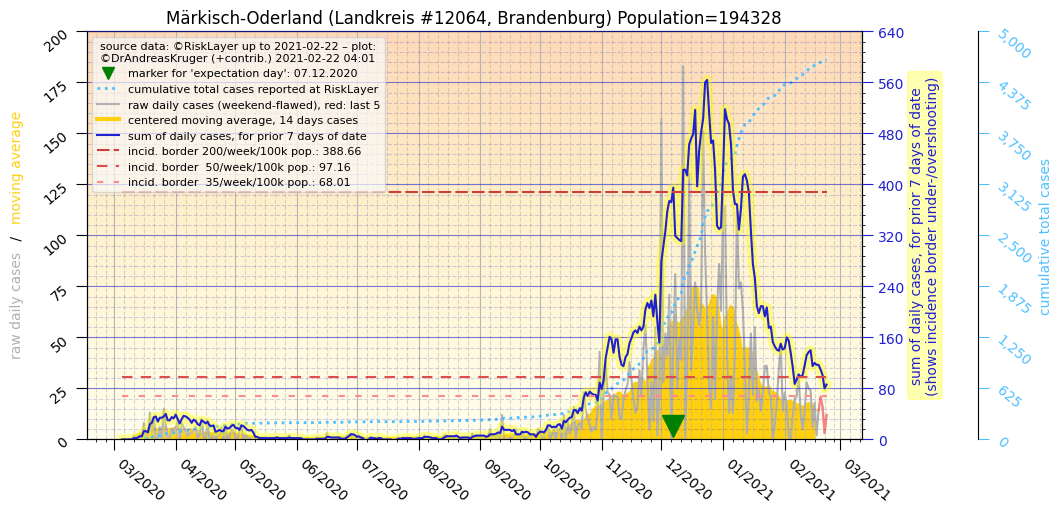 Märkisch-Oderland (Landkreis #12064, Brandenburg) Population=194328
source data: ©RiskLayer up to 2021-02-22 – plot:
©DrAndreasKruger (+contrib.) 2021-02-22 04:01
marker for 'expectation day': 07.12.2020
cumulative total cases reported at RiskLayer
raw daily cases (weekend-flawed), red: last 5
centered moving average, 14 days cases
sum of daily cases, for prior 7 days of date
incid. border 200/week/100k pop.: 388.66
incid. border  50/week/100k pop.: 97.16
incid. border  35/week/100k pop.: 68.01
raw daily cases / moving average
200
175
150
125
100
75
50
25
0
03/2020
04/2020
05/2020
06/2020
07/2020
08/2020
09/2020
10/2020
11/2020
12/2020
01/2021
02/2021
03/2021
640
560
480
400
320
240
160
80
0
sum of daily cases, for prior 7 days of date
(shows incidence border under-/overshooting)
5,000
4,375
3,750
3,125
2,500
1,875
1,250
625
0
cumulative total cases